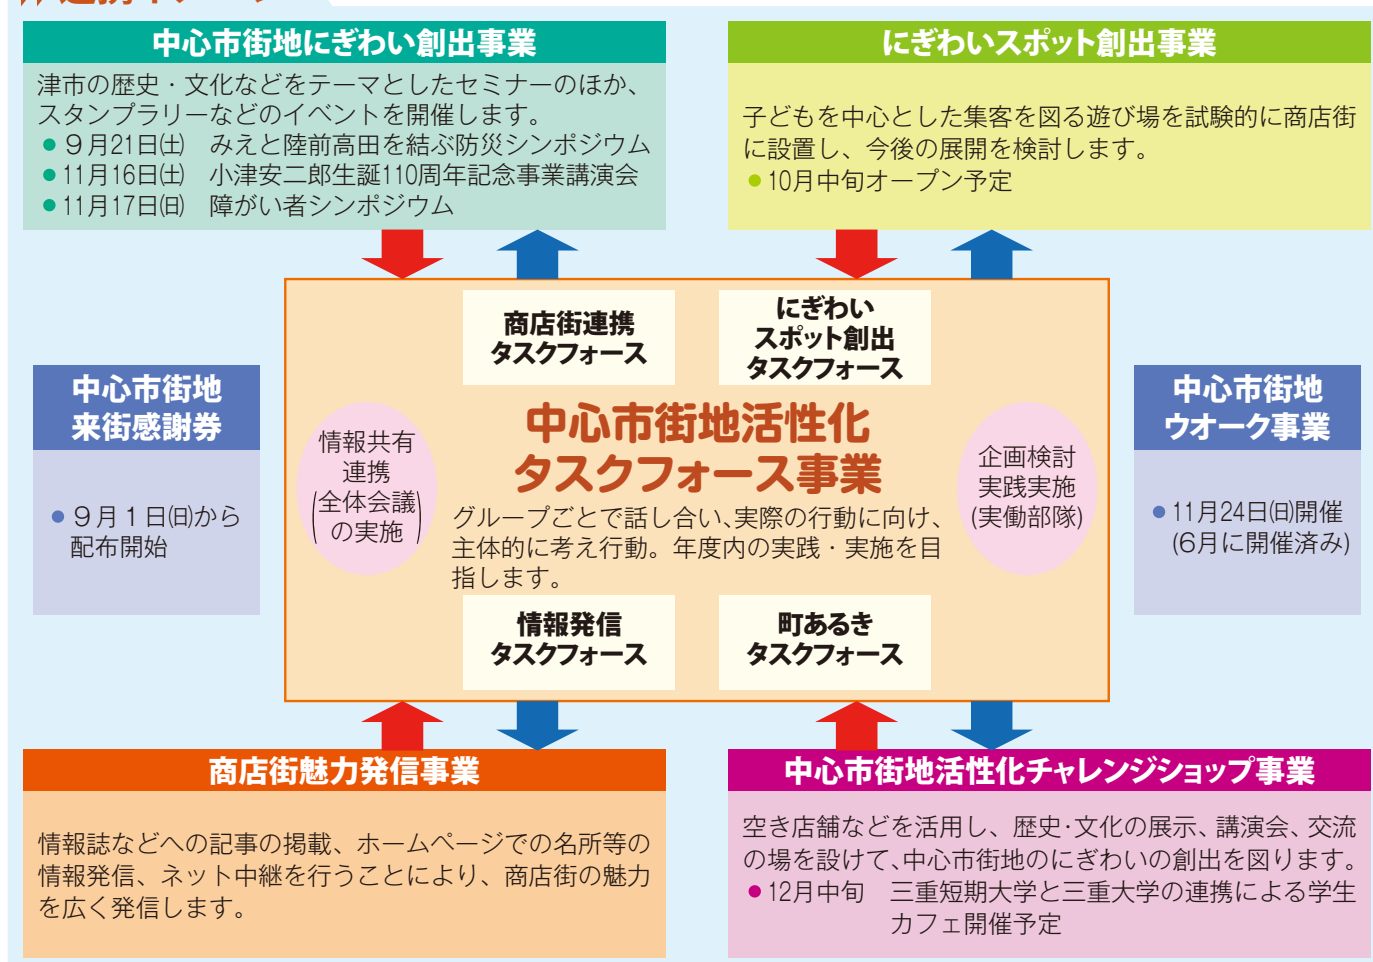 中心市街地にぎわい創出事業
津市の歴史・文化などをテーマとしたセミナーのほか、
スタンプラリーなどのイベントを開催します。
● 9月21日㈯　みえと陸前高田を結ぶ防災シンポジウム
● 11月16日㈯　小津安二郎生誕110周年記念事業講演会
● 11月17日㈰　障がい者シンポジウム
にぎわいスポット創出事業
子どもを中心とした集客を図る遊び場を試験的に商店街
に設置し、今後の展開を検討します。
● 10月中旬オープン予定
商店街連携
タスクフォース
にぎわい
スポット創出
タスクフォース
中心市街地
来街感謝券
● 9月1日㈰から
配布開始
情報共有
連携
(全体会議
の実施)
中心市街地活性化
タスクフォース事業
グループごとで話し合い、実際の行動に向け、
主体的に考え行動。年度内の実践・実施を目
指します。
企画検討
実践実施
(実働部隊)
中心市街地
ウオーク事業
● 11月24日㈰開催
(6月に開催済み)
情報発信
タスクフォース
町あるき
タスクフォース
商店街魅力発信事業
情報誌などへの記事の掲載、ホームページでの名所等の
情報発信、ネット中継を行うことにより、商店街の魅力
を広く発信します。
中心市街地活性化チャレンジショップ事業
空き店舗などを活用し、歴史・文化の展示、講演会、交流
の場を設けて、中心市街地のにぎわいの創出を図ります。
● 12月中旬　三重短期大学と三重大学の連携による学生
カフェ開催予定